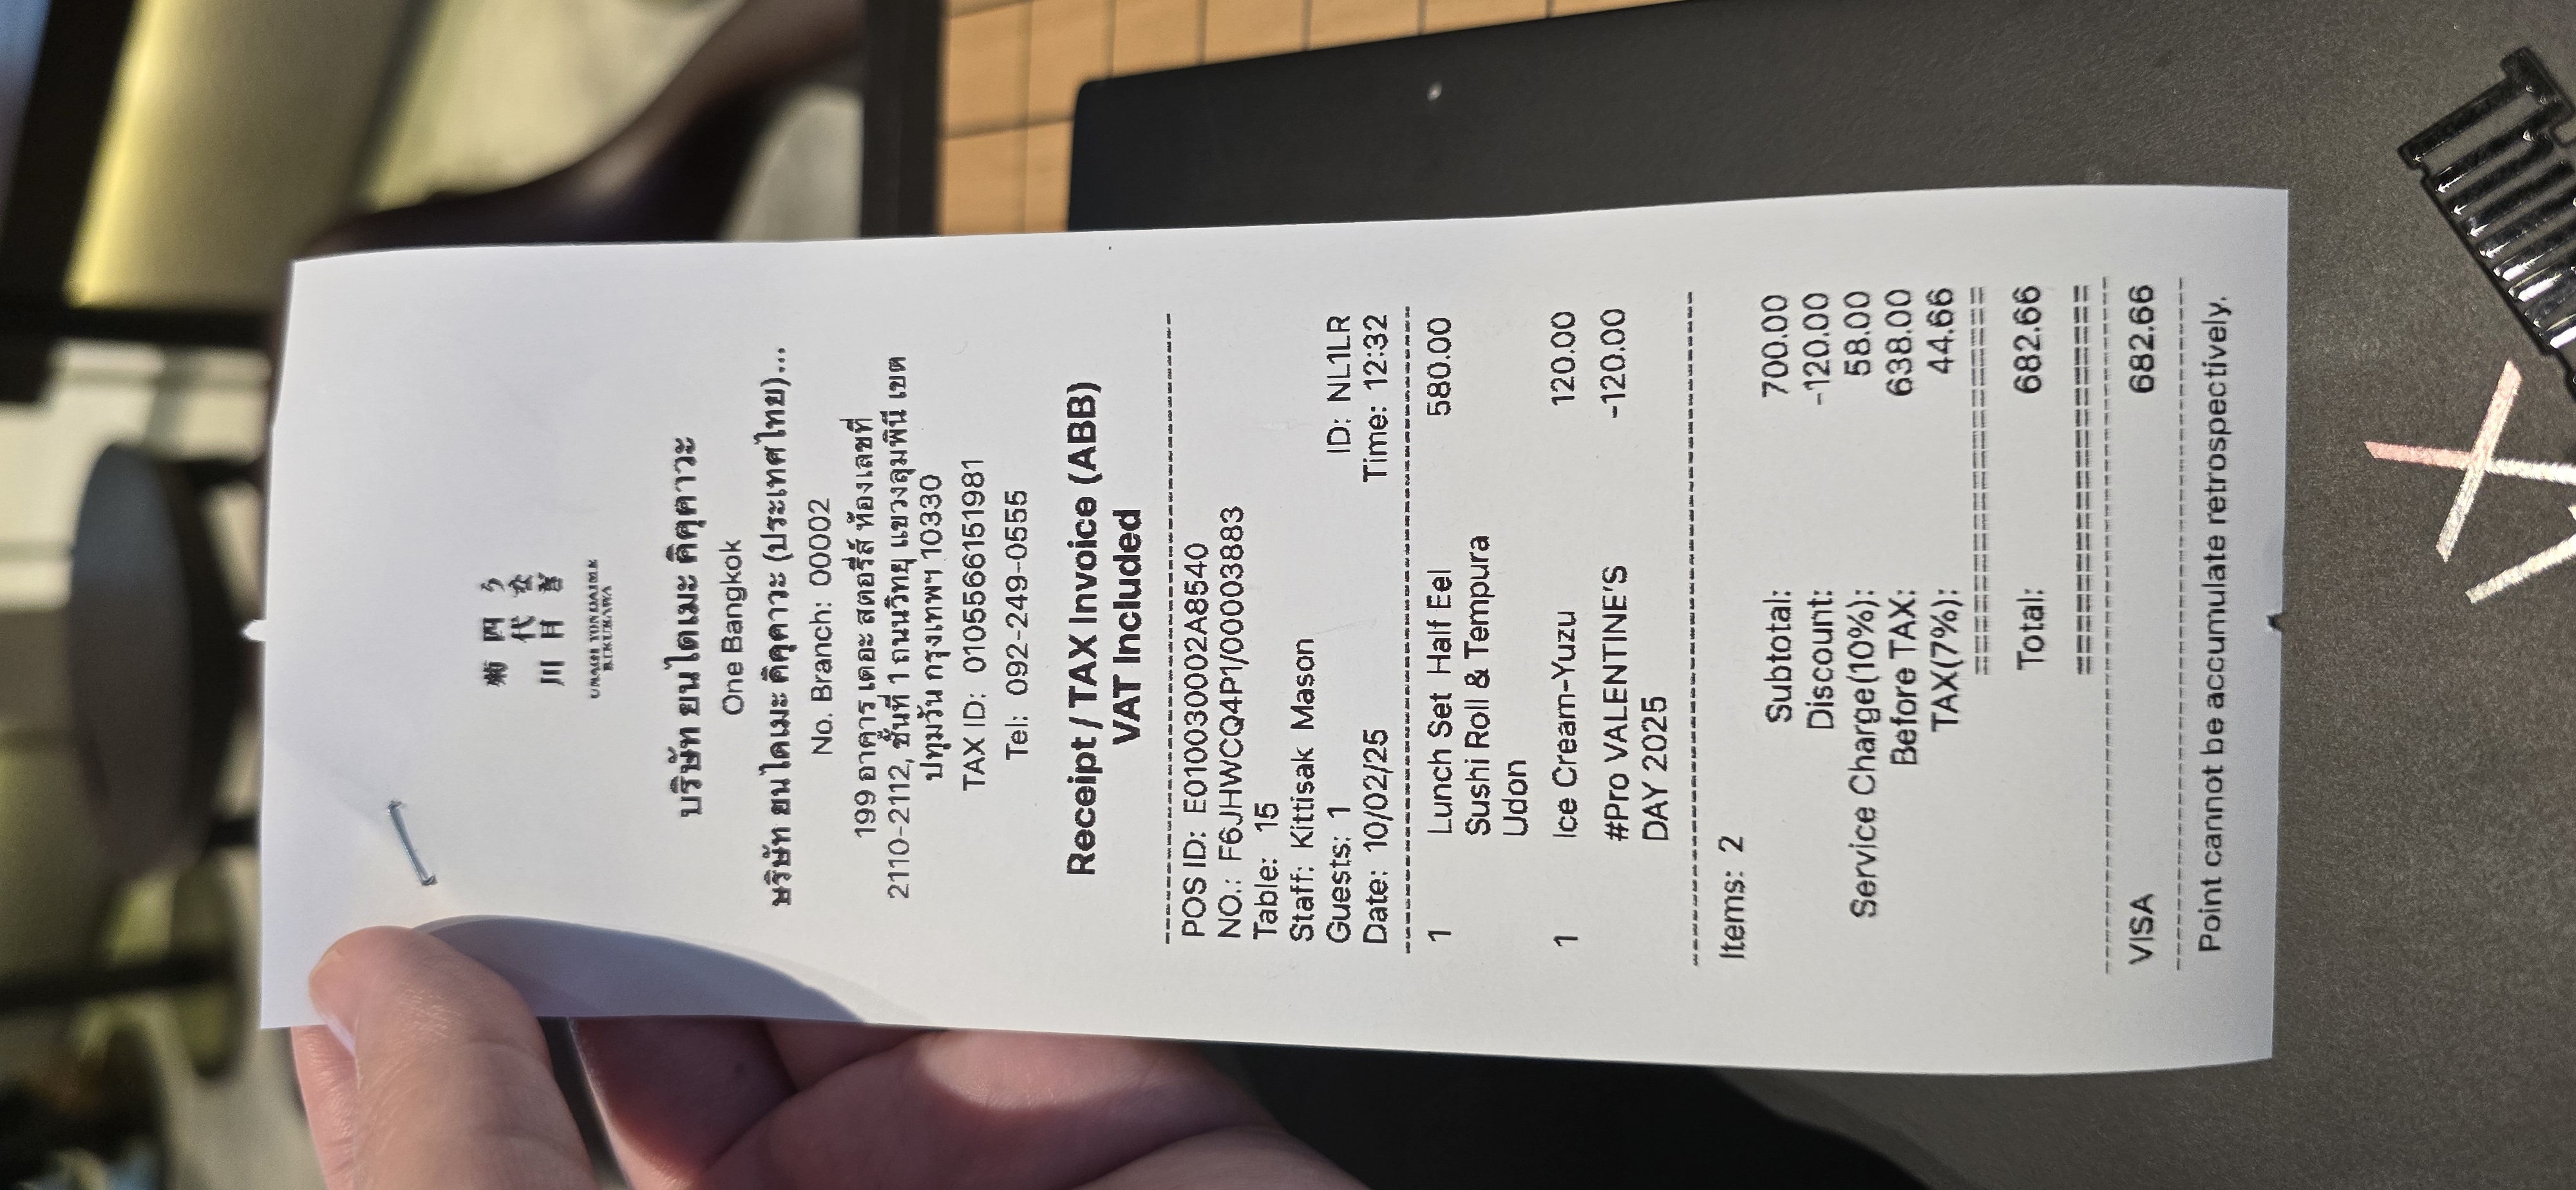 うなぎ
四代目
菊川
UNAGI YONDAIME
KIKUKAWA
บริษัท ยนไดเมะ คิคุคาวะ
One Bangkok
บริษัท ยนไดเมะ คิคุคาวะ (ประเทศไทย)...
No. Branch: 00002
199 อาคาร เดอะ สตอรี่ส์ ห้องเลขที่
2110-2112, ชั้นที่ 1 ถนนวิทยุ แขวงลุมพินี เขต
ปทุมวัน กรุงเทพฯ 10330
TAX ID: 0105566151981
Tel: 092-249-0555
Receipt / TAX Invoice (ABB)
VAT Included
POS ID: E010030002A8540
NO.: F6JHWCQ4P1/00003883
Table: 15
Staff: Kittisak Mason
Guests: 1 ID: NL1LR
Date: 10/02/25 Time: 12:32
1 Lunch Set Half Eel 580.00
Sushi Roll & Tempura
Udon
1 Ice Cream-Yuzu 120.00
#Pro VALENTINE'S -120.00
DAY 2025
Items: 2
Subtotal: 700.00
Discount: -120.00
Service Charge(10%): 58.00
Before TAX: 638.00
TAX(7%): 44.66
Total: 682.66
VISA 682.66
Point cannot be accumulate retrospectively.